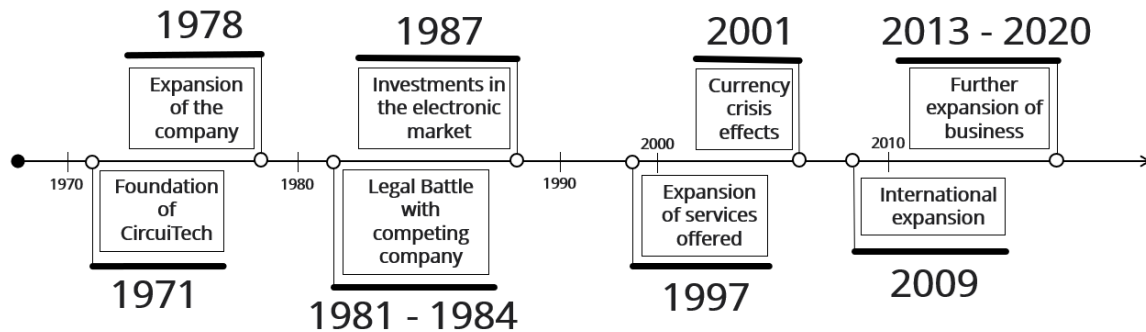 1978
Expansion
of the
company
1987
Investments in
the electronic
market
2001
Currency
crisis
effects
2013 - 2020
Further
expansion of
business
1970
1980
1990
2000
2010
Foundation
of
CircuiTech
1971
Legal Battle
with
competing
company
1981 - 1984
Expansion
of services
offered
1997
International
expansion
2009